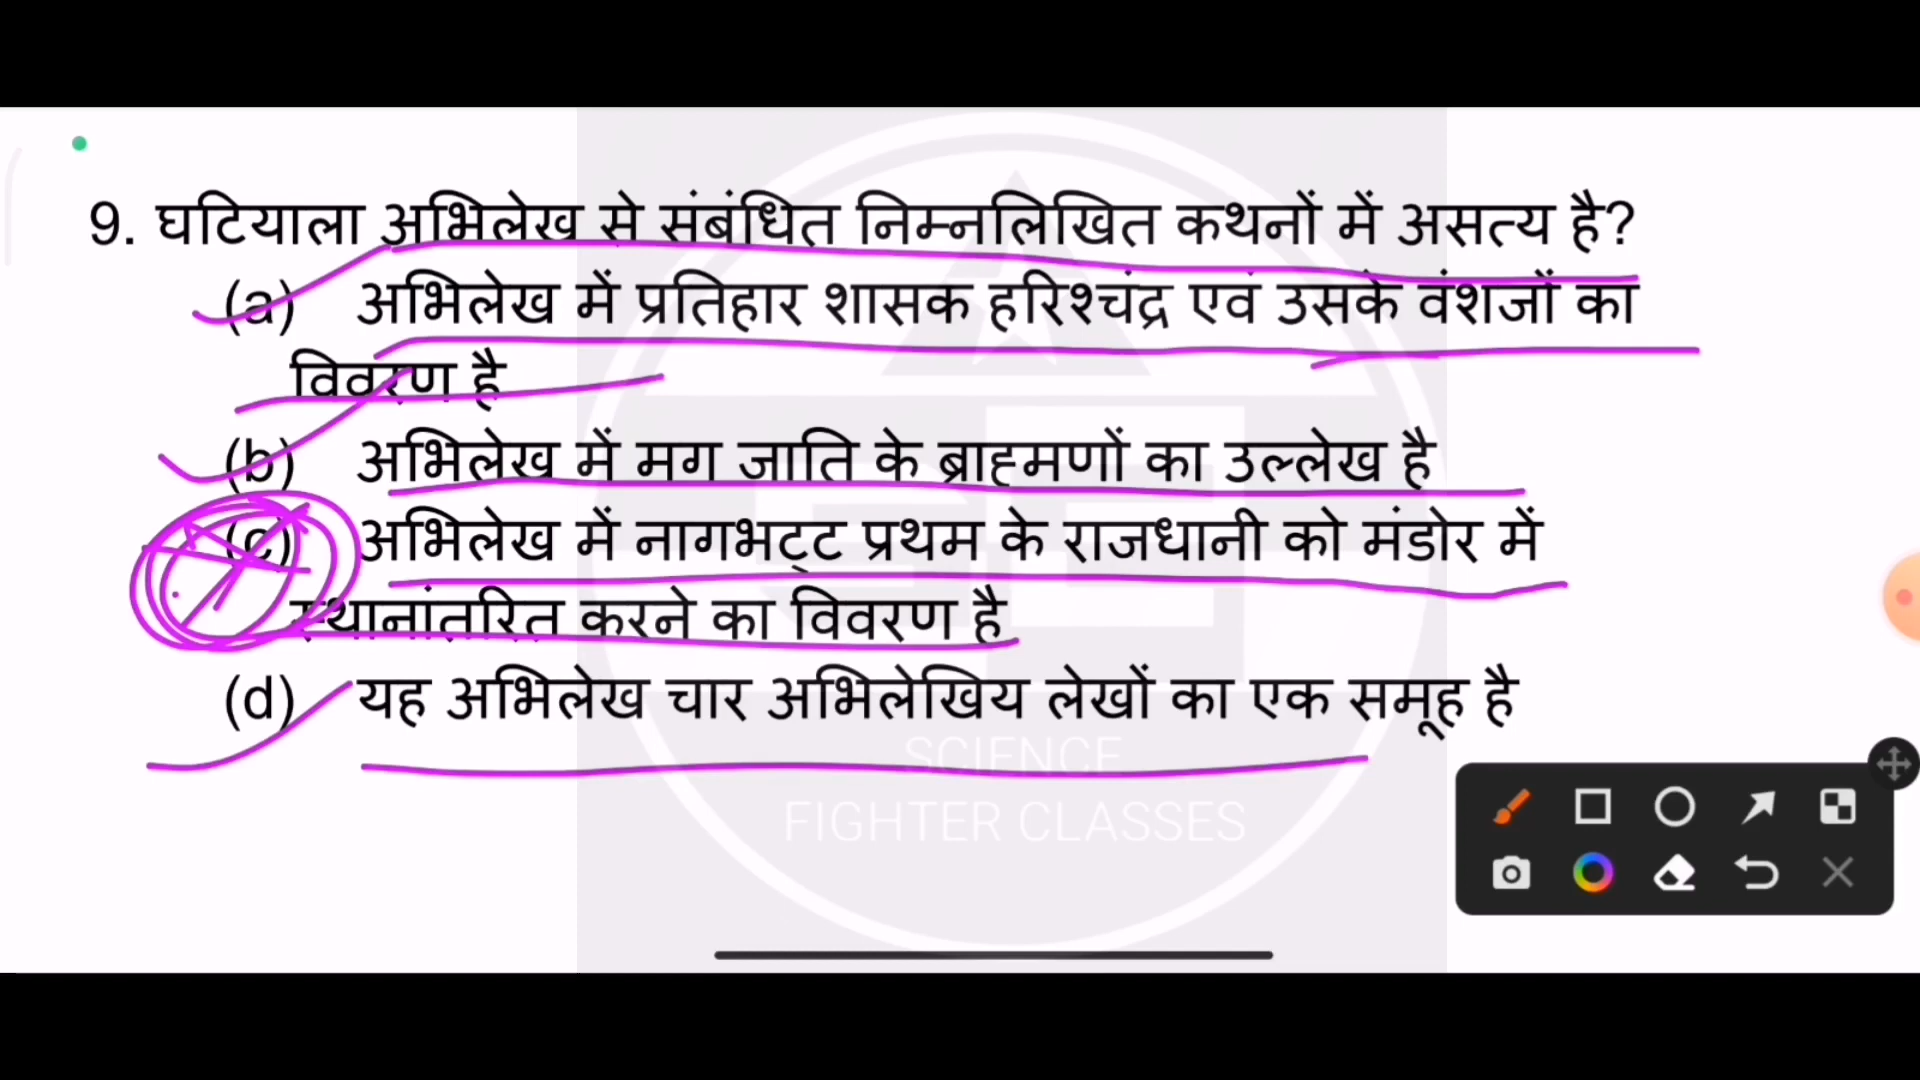 9. घटियाला अभिलेख से संबंधित निम्नलिखित कथनों में असत्य है?
(a) अभिलेख में प्रतिहार शासक हरिश्चंद्र एवं उसके वंशजों का
विवरण है
(b) अभिलेख में मग जाति के ब्राह्मणों का उल्लेख है
(c) अभिलेख में नागभट्ट प्रथम के राजधानी को मंडोर में
स्थानांतरित करने का विवरण है
(d) यह अभिलेख चार अभिलेखिय लेखों का एक समूह है
SCIENCE
FIGHTER CLASSES